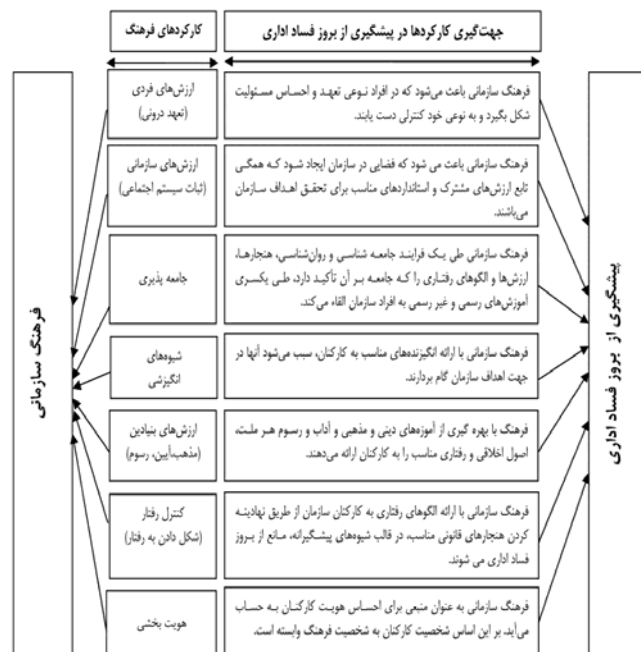 جهت‌گیری کارکردها در پیشگیری از بروز فساد اداری
کارکردهای فرهنگ
فرهنگ سازمانی باعث می‌شود که در افراد نوعی تعهد و احساس مسئولیت
شکل بگیرد و به نوعی خود کنترلی دست یابند.
ارزش‌های فردی
(تعهد درونی)
فرهنگ سازمانی باعث می شود که فضایی در سازمان ایجاد شود که همگی
تابع ارزش‌های مشترک و استانداردهای مناسب برای تحقق اهداف سازمان
می‌باشند.
ارزش‌های سازمانی
(ثبات سیستم اجتماعی)
فرهنگ سازمانی طی یک فرایند جامعه شناسی و روان‌شناسی، هنجارها،
ارزش‌ها و الگوهای رفتاری را که جامعه بر آن تأکید دارد، طی یکسری
آموزش‌های رسمی و غیر رسمی به افراد سازمان القاء می‌کند.
جامعه پذیری
فرهنگ سازمانی با ارائه انگیزنده‌های مناسب به کارکنان، سبب می‌شود آنها در
جهت اهداف سازمان گام بردارند.
شیوه‌های
انگیزشی
فرهنگ با بهره گیری از آموزه‌های دینی و مذهبی و آداب و رسوم هر ملت،
اصول اخلاقی و رفتاری مناسب را به کارکنان ارائه می‌دهند.
ارزش‌های بنیادین
(مذهب،آیین، رسوم)
فرهنگ سازمانی با ارائه الگوهای رفتاری به کارکنان سازمان از طریق نهادینه
کردن هنجارهای قانونی مناسب، در قالب شیوه‌های پیشگیرانه، مانع از بروز
فساد اداری می شوند.
کنترل رفتار
(شکل دادن به رفتار)
فرهنگ سازمانی به عنوان منبعی برای احساس هویت کارکنان به حساب
می‌آید. بر این اساس شخصیت کارکنان به شخصیت فرهنگ وابسته است.
هویت بخشی
پیشگیری از بروز فساد اداری
فرهنگ سازمانی